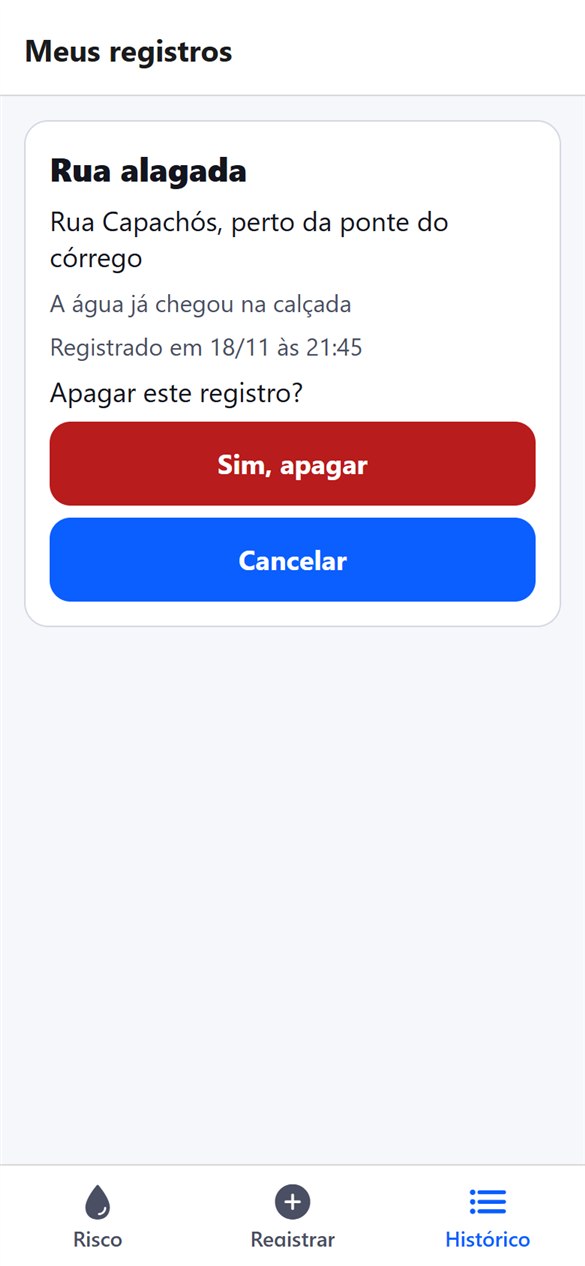 Meus registros
Rua alagada
Rua Capachós, perto da ponte do
córrego
A água já chegou na calçada
Registrado em 18/11 às 21:45
Apagar este registro?
Sim, apagar
Cancelar
Risco
Registrar
Histórico